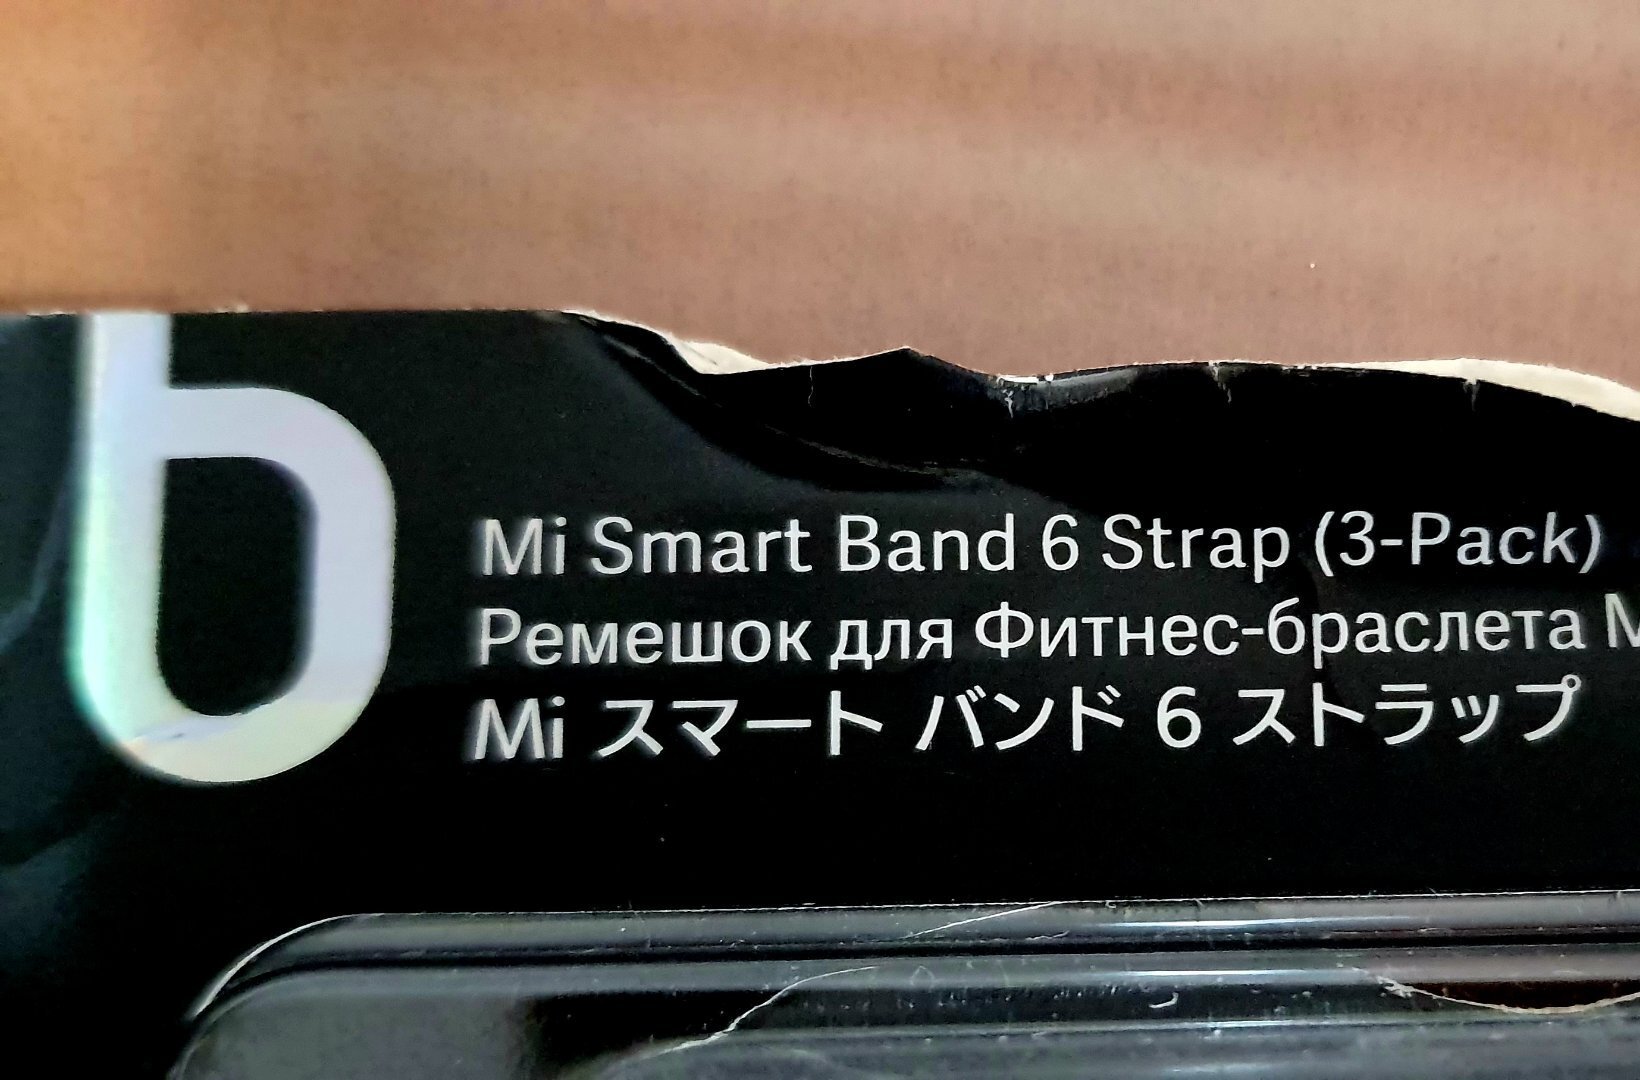 6
Mi Smart Band 6 Strap (3-Pack)
Ремешок для Фитнес-браслета
Mi スマート バンド 6 ストラップ